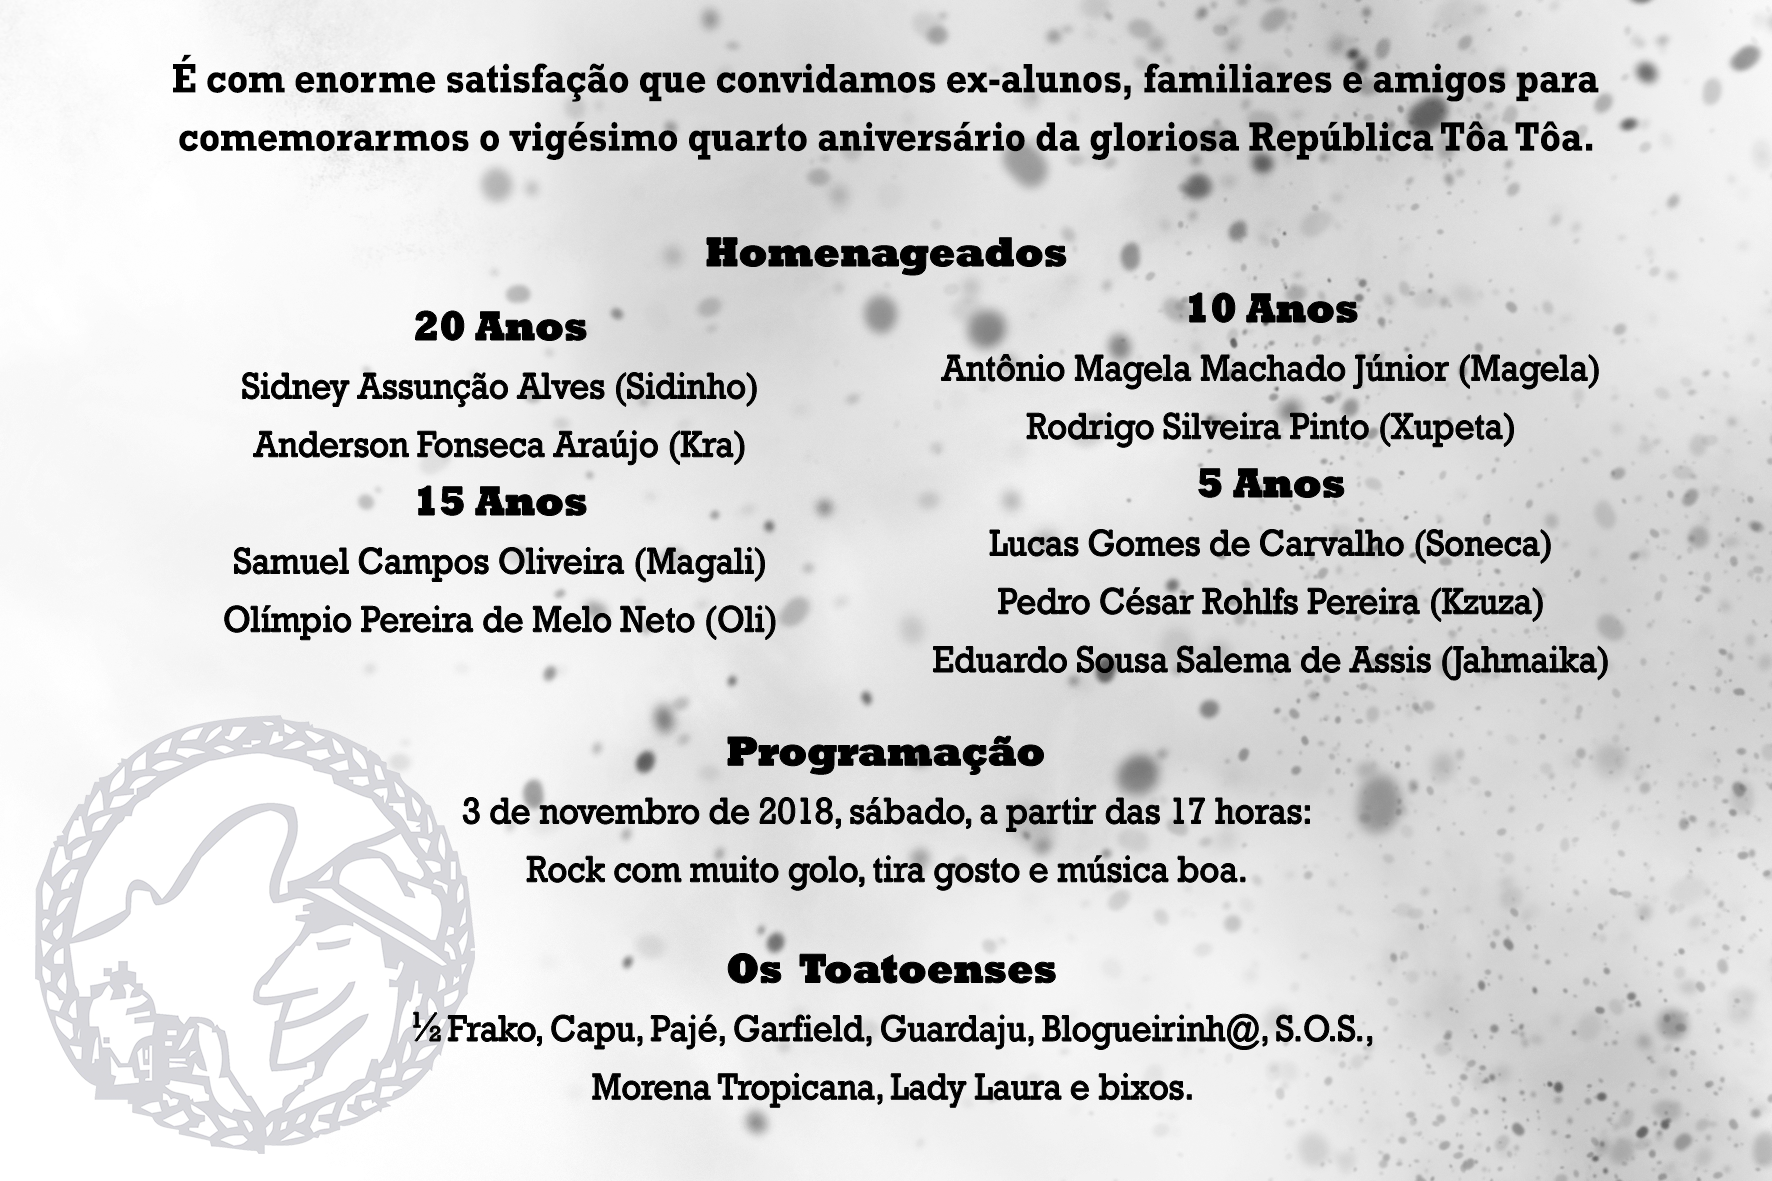 É com enorme satisfação que convidamos ex-alunos, familiares e amigos para
comemorarmos o vigésimo quarto aniversário da gloriosa República Tôa Tôa.
Homenageados
20 Anos
Sidney Assunção Alves (Sidinho)
Anderson Fonseca Araújo (Kra)
15 Anos
Samuel Campos Oliveira (Magali)
Olímpio Pereira de Melo Neto (Oli)
10 Anos
Antônio Magela Machado Júnior (Magela)
Rodrigo Silveira Pinto (Xupeta)
5 Anos
Lucas Gomes de Carvalho (Soneca)
Pedro César Rohlfs Pereira (Kzuza)
Eduardo Sousa Salema de Assis (Jahmaika)
Programação
3 de novembro de 2018, sábado, a partir das 17 horas:
Rock com muito golo, tira gosto e música boa.
Os Toatoenses
½ Frako, Capu, Pajé, Garfield, Guardaju, Blogueirinh@, S.O.S.,
Morena Tropicana, Lady Laura e bixos.